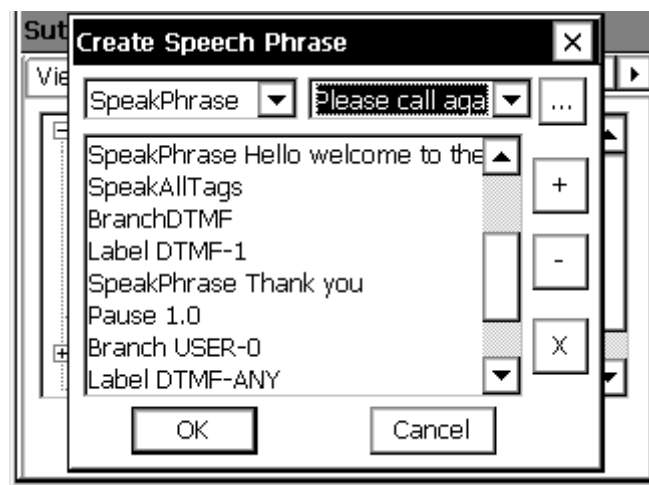 Sut
Create Speech Phrase
Vie
SpeakPhrase
Please call aga
...
SpeakPhrase Hello welcome to the
SpeakAllTags
BranchDTMF
Label DTMF-1
SpeakPhrase Thank you
Pause 1.0
Branch USER-0
Label DTMF-ANY
+
-
X
OK
Cancel